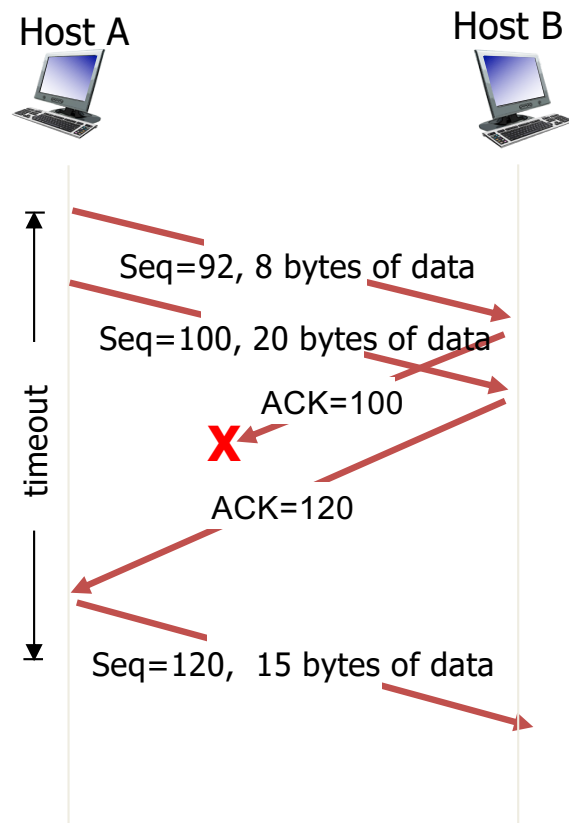 Host A
Host B
Seq=92, 8 bytes of data
Seq=100, 20 bytes of data
ACK=100
X
timeout
ACK=120
Seq=120, 15 bytes of data